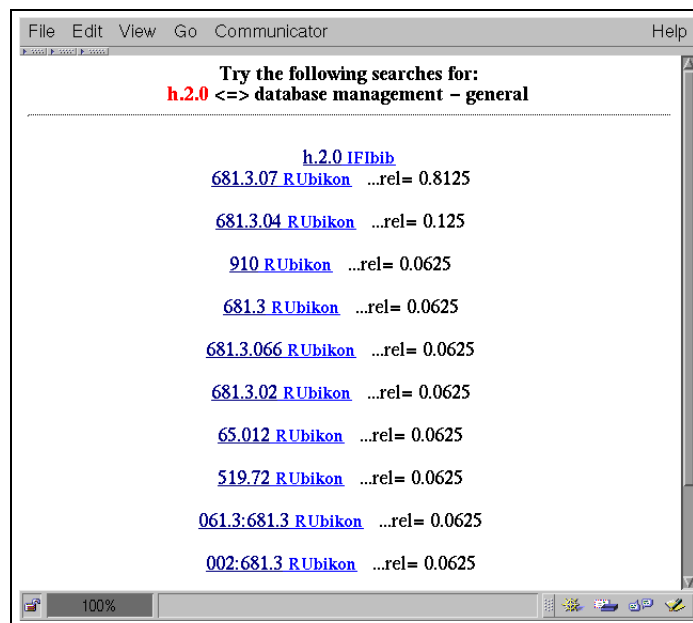 File Edit View Go Communicator Help
Try the following searches for:
h.2.0 <=> database management – general
h.2.0 IFIbib
681.3.07 RUbikon ...rel= 0.8125
681.3.04 RUbikon ...rel= 0.125
910 RUbikon ...rel= 0.0625
681.3 RUbikon ...rel= 0.0625
681.3.066 RUbikon ...rel= 0.0625
681.3.02 RUbikon ...rel= 0.0625
65.012 RUbikon ...rel= 0.0625
519.72 RUbikon ...rel= 0.0625
061.3:681.3 RUbikon ...rel= 0.0625
002:681.3 RUbikon ...rel= 0.0625
100%